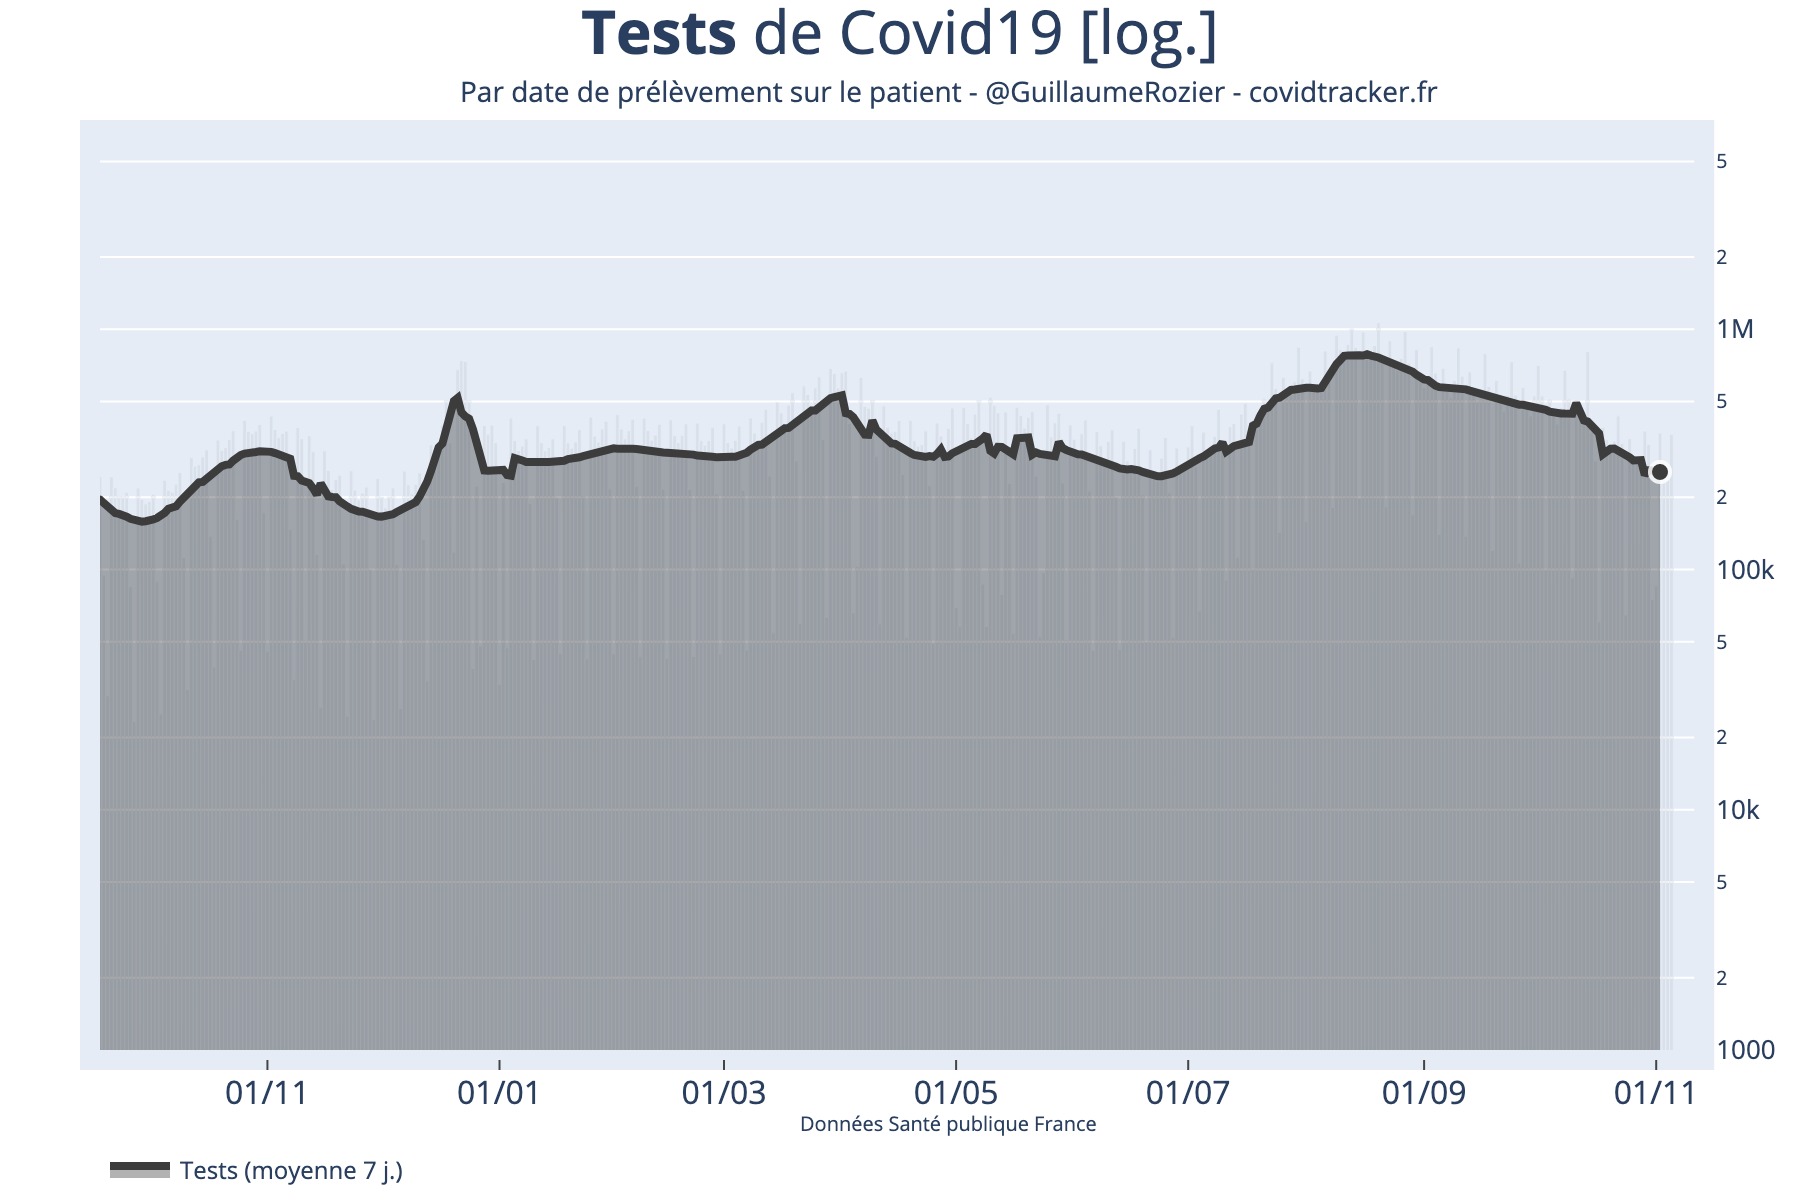 Tests de Covid19 [log.]
Par date de prélèvement sur le patient - @GuillaumeRozier - covidtracker.fr
5
2
1M
5
2
100k
5
2
10k
5
2
1000
01/11 01/01 01/03 01/05 01/07 01/09 01/11
Données Santé publique France
Tests (moyenne 7 j.)